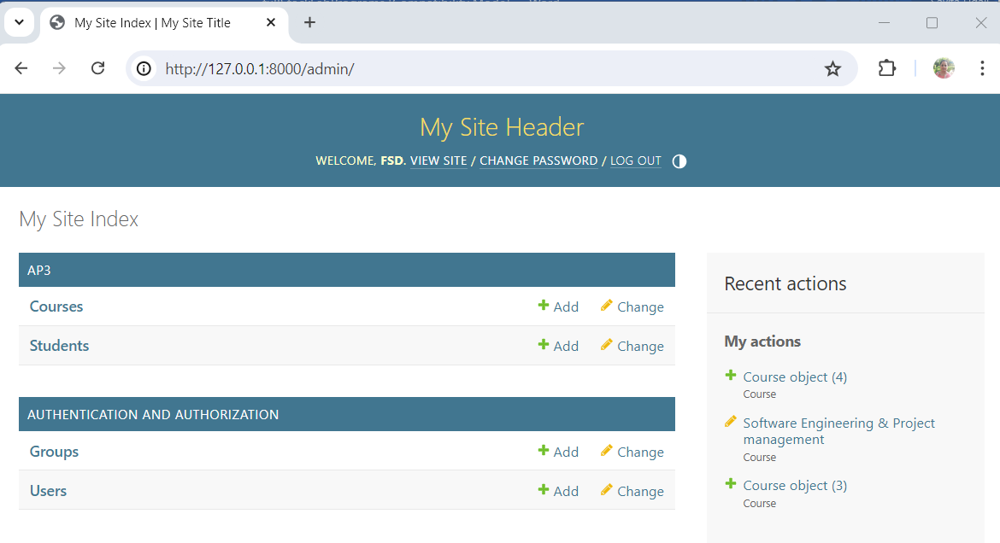 My Site Index | My Site Title
http://127.0.0.1:8000/admin/
My Site Header
WELCOME, FSD. VIEW SITE / CHANGE PASSWORD / LOG OUT
My Site Index
AP3
Courses Add Change
Students Add Change
AUTHENTICATION AND AUTHORIZATION
Groups Add Change
Users Add Change
Recent actions
My actions
Course object (4)
Course
Software Engineering & Project
management
Course
Course object (3)
Course